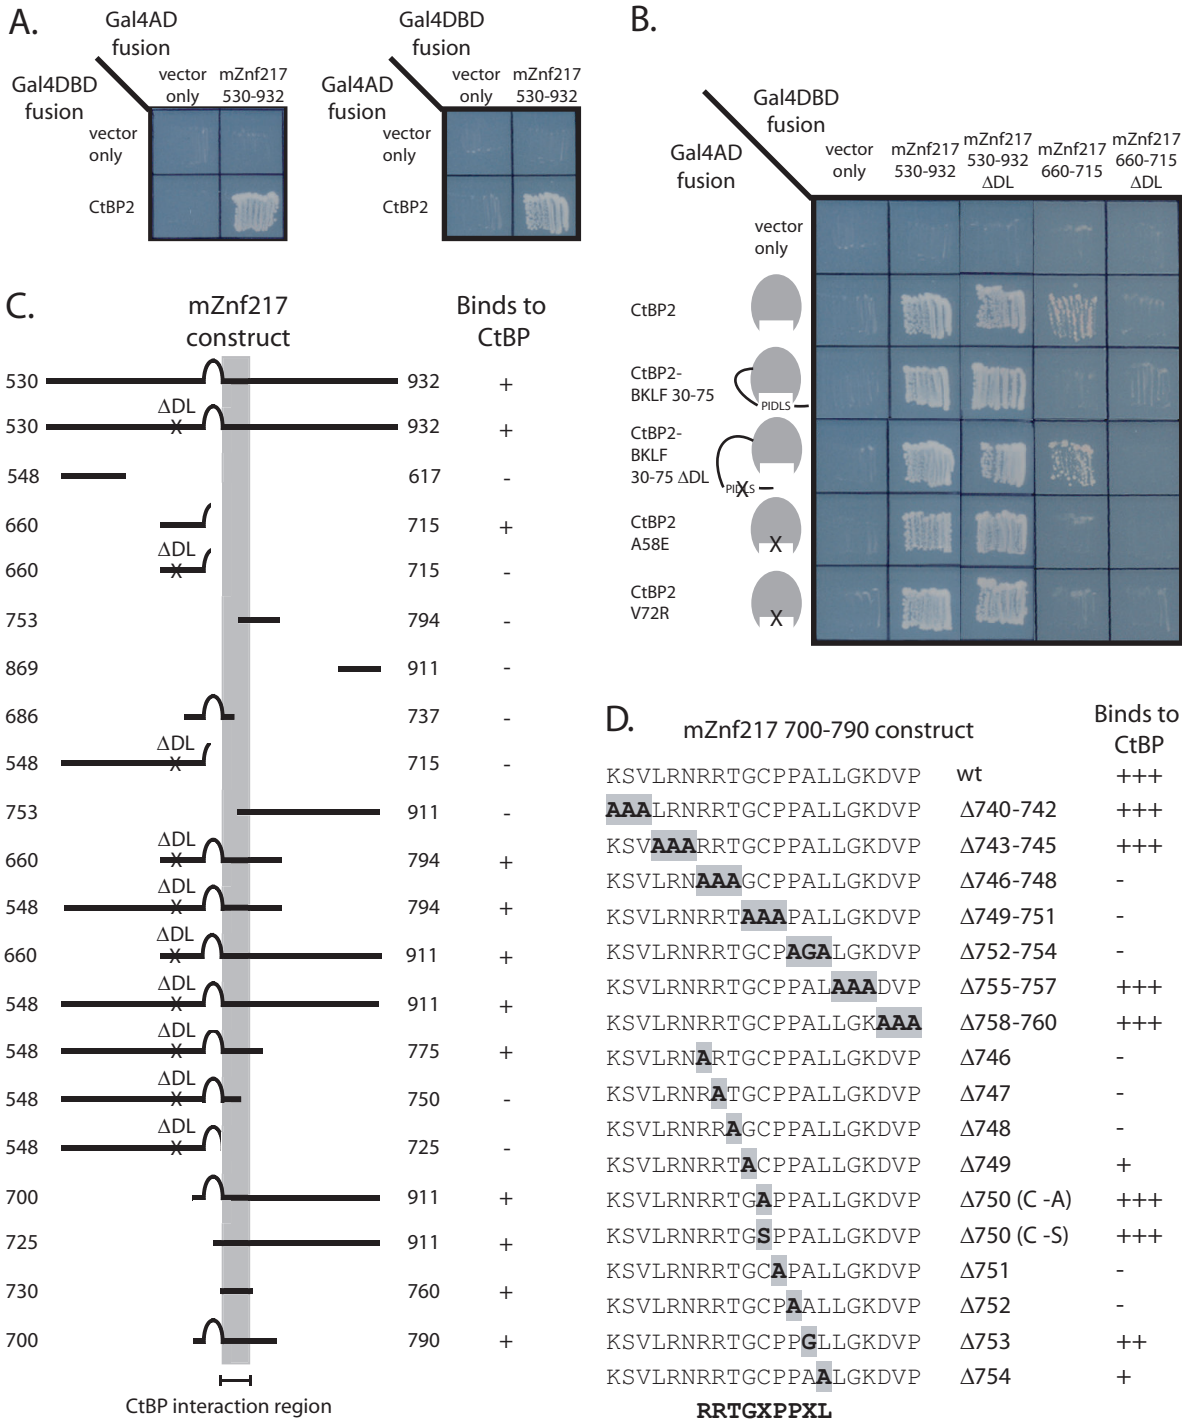 A.
Gal4AD
fusion
Gal4DBD
fusion
vector
only
mZnf217
530-932
vector
only
CtBP2
Gal4DBD
fusion
Gal4AD
fusion
vector
only
mZnf217
530-932
vector
only
CtBP2
B.
Gal4DBD
fusion
Gal4AD
fusion
vector
only
mZnf217
530-932
mZnf217
530-932
ΔDL
mZnf217
660-715
mZnf217
660-715
ΔDL
vector
only
CtBP2
CtBP2-
BKLF 30-75
PIDLS
CtBP2-
BKLF
30-75 ΔDL
PIDLS
X
CtBP2
A58E
X
CtBP2
V72R
X
C.
mZnf217
construct
Binds to
CtBP
530 932 +
ΔDL
530 X 932 +
548 617 -
660 715 +
ΔDL
660 X 715 -
753 794 -
869 911 -
686 737 -
ΔDL
548 X 715 -
753 911 -
ΔDL
660 X 794 +
ΔDL
548 X 794 +
ΔDL
660 X 911 +
ΔDL
548 X 911 +
ΔDL
548 X 775 +
ΔDL
548 X 750 -
ΔDL
548 X 725 -
700 911 +
725 911 +
730 760 +
700 790 +
CtBP interaction region
D.
mZnf217 700-790 construct
Binds to
CtBP
KSVLRNRRTGCPPALLGKDVP wt +++
AAALRNRRTGCPPALLGKDVP Δ740-742 +++
KSVAAARRTGCPPALLGKDVP Δ743-745 +++
KSVLRNAAAGCPPALLGKDVP Δ746-748 -
KSVLRNRRTAAAPALLGKDVP Δ749-751 -
KSVLRNRRTGCPAGALGKDVP Δ752-754 -
KSVLRNRRTGCPPALAAADVP Δ755-757 +++
KSVLRNRRTGCPPALLGKAAA Δ758-760 +++
KSVLRNARTGCPPALLGKDVP Δ746 -
KSVLRNRATGCPPALLGKDVP Δ747 -
KSVLRNRRAGCPPALLGKDVP Δ748 -
KSVLRNRRTACPPALLGKDVP Δ749 +
KSVLRNRRTGAPPALLGKDVP Δ750 (C -A) +++
KSVLRNRRTGSPPALLGKDVP Δ750 (C -S) +++
KSVLRNRRTGCAPALLGKDVP Δ751 -
KSVLRNRRTGCPAALLGKDVP Δ752 -
KSVLRNRRTGCPPGLLGKDVP Δ753 ++
KSVLRNRRTGCPPAALGKDVP Δ754 +
RRTGXPPXL